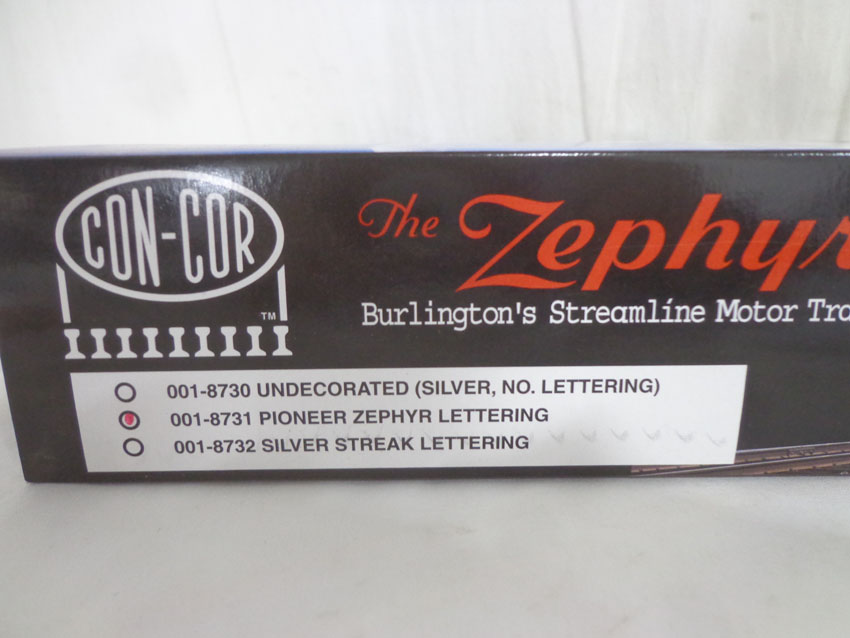 CON-COR
TM
The Zephyr
Burlington's Streamline Motor Tra
001-8730 UNDECORATED (SILVER, NO. LETTERING)
001-8731 PIONEER ZEPHYR LETTERING
001-8732 SILVER STREAK LETTERING